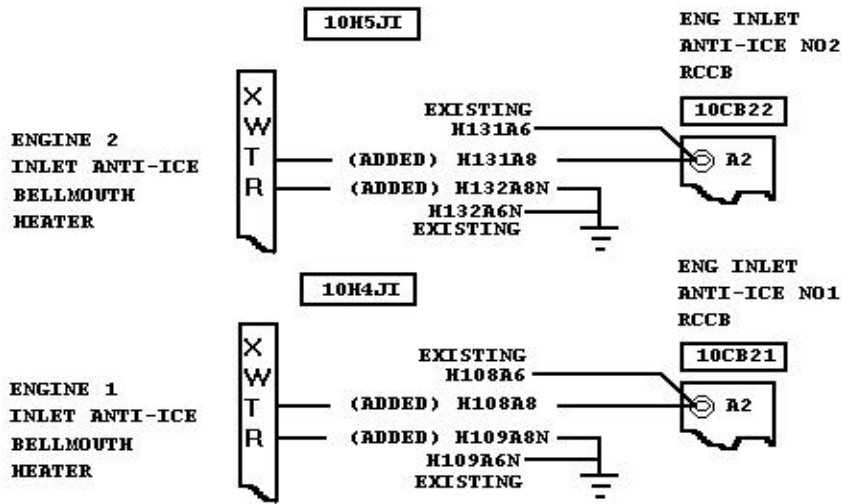 10H5JI
ENG INLET
ANTI-ICE NO2
RCCB
10CB22
ENGINE 2
INLET ANTI-ICE
BELLMOUTH
HEATER
X
W
T
R
EXISTING
H131A6
(ADDED) H131A8
(ADDED) H132A8N
H132A6N
EXISTING
A2
10H4JI
ENG INLET
ANTI-ICE NO1
RCCB
10CB21
ENGINE 1
INLET ANTI-ICE
BELLMOUTH
HEATER
X
W
T
R
EXISTING
H108A6
(ADDED) H108A8
(ADDED) H109A8N
H109A6N
EXISTING
A2